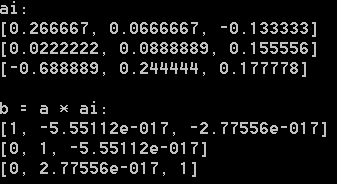 ai:
[0.266667, 0.0666667, -0.133333]
[0.0222222, 0.0888889, 0.155556]
[-0.688889, 0.244444, 0.177778]
b = a * ai:
[1, -5.55112e-017, -2.77556e-017]
[0, 1, -5.55112e-017]
[0, 2.77556e-017, 1]